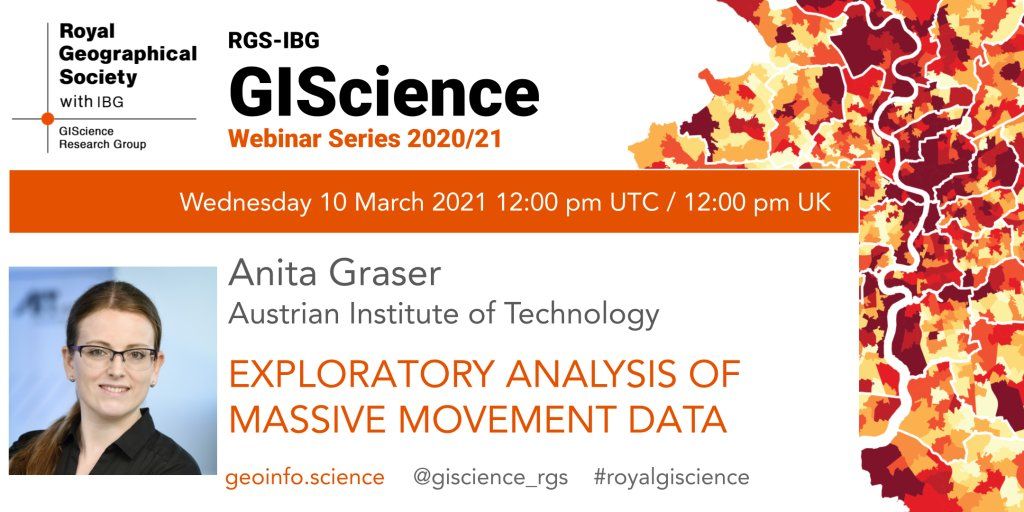 Royal
Geographical
Society
with IBG
GIScience
Research Group
RGS-IBG
GIScience
Webinar Series 2020/21
Wednesday 10 March 2021 12:00 pm UTC / 12:00 pm UK
Anita Graser
Austrian Institute of Technology
EXPLORATORY ANALYSIS OF
MASSIVE MOVEMENT DATA
geoinfo.science @giscience_rgs #royalgiscience